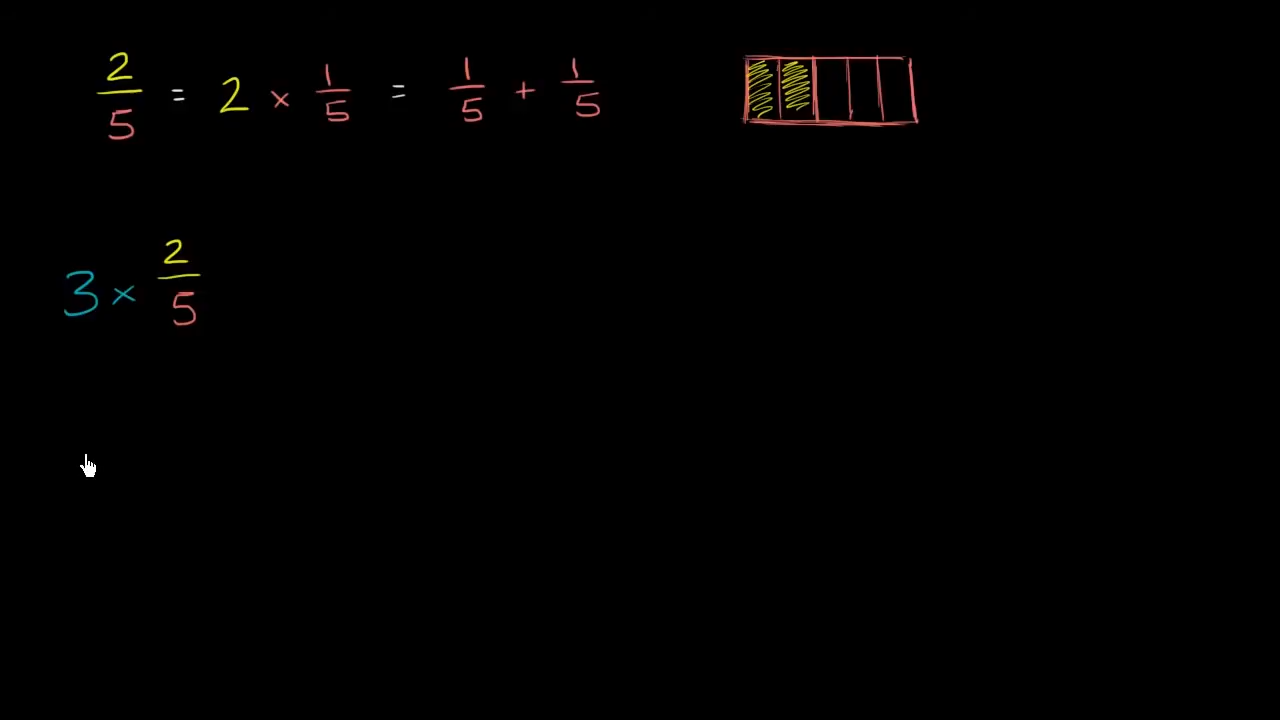 2/5 = 2 × 1/5 = 1/5 + 1/5
3 × 2/5